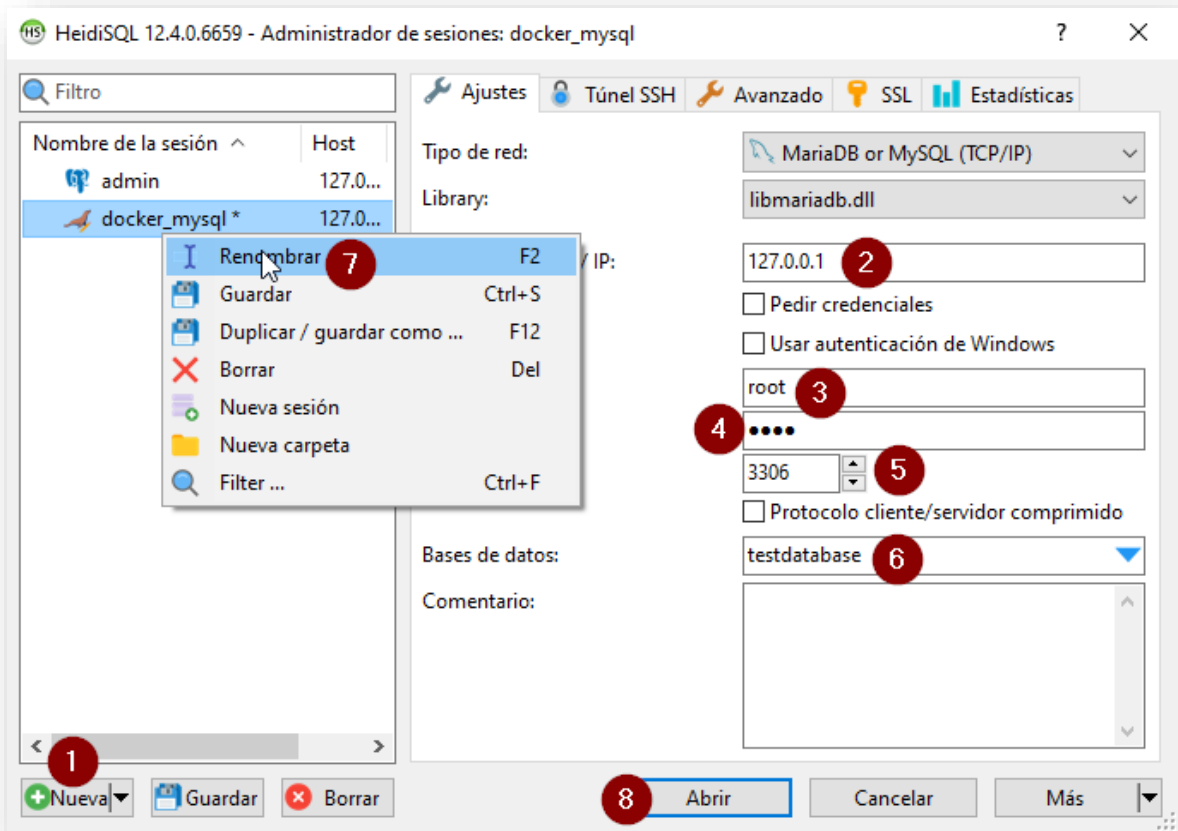 HS HeidiSQL 12.4.0.6659 - Administrador de sesiones: docker_mysql ?
Filtro
Ajustes Túnel SSH Avanzado SSL Estadísticas
Nombre de la sesión Host
admin 127.0...
docker_mysql * 127.0...
Renombrar F2
7
Guardar Ctrl+S
Duplicar / guardar como ... F12
Borrar Del
Nueva sesión
Nueva carpeta
Filter ... Ctrl+F
Tipo de red: MariaDB or MySQL (TCP/IP)
Library: libmariadb.dll
/ IP: 127.0.0.1 2
Pedir credenciales
Usar autenticación de Windows
root 3
4 ●●●●
3306 5
Protocolo cliente/servidor comprimido
Bases de datos: testdatabase 6
Comentario:
1
Nueva Guardar Borrar
8 Abrir Cancelar Más